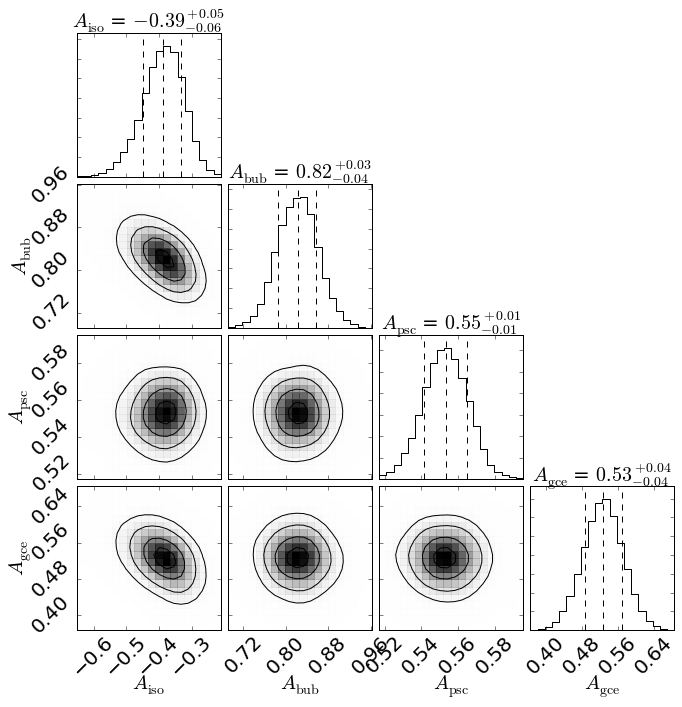 A_iso = −0.39 +0.05 −0.06
0.96
A_bub = 0.82 +0.03 −0.04
0.88
A_bub
0.80
0.72
A_psc = 0.55 +0.01 −0.01
0.58
0.56
A_psc
0.54
0.52
A_gce = 0.53 +0.04 −0.04
0.64
0.56
A_gce
0.48
0.40
−0.6 −0.5 −0.4 −0.3 0.72 0.80 0.88 0.96 0.52 0.54 0.56 0.58 0.40 0.48 0.56 0.64
A_iso A_bub A_psc A_gce